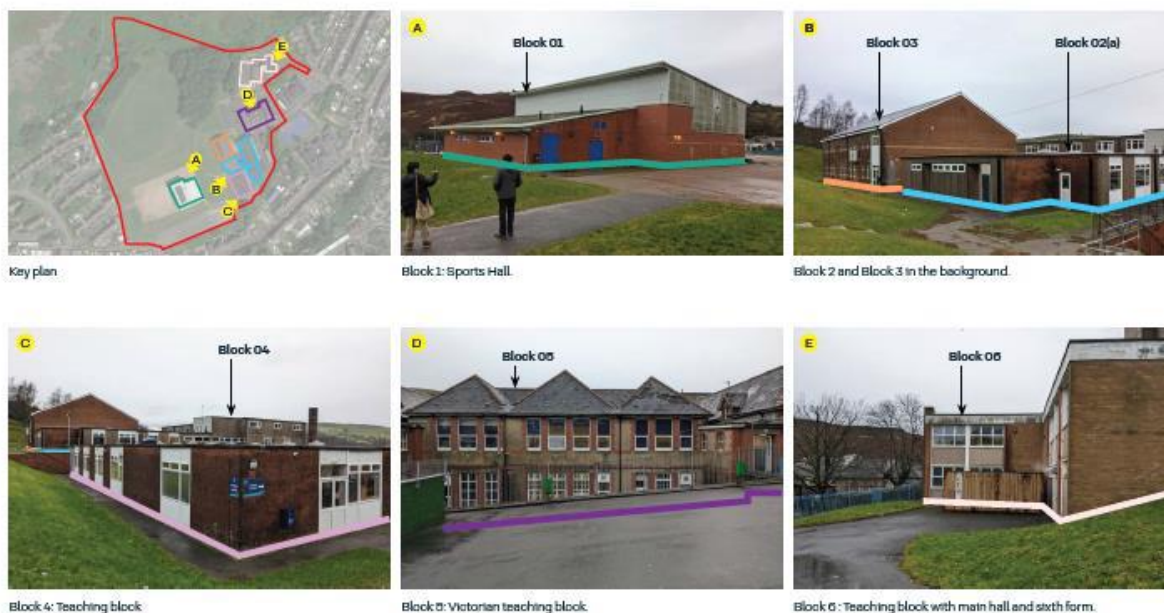 E
D
A
B
C
Key plan
A
Block 01
Block 1: Sports Hall.
B
Block 03
Block 02(a)
Block 2 and Block 3 in the background.
C
Block 04
Block 4: Teaching block
D
Block 05
Block 5: Victorian teaching block.
E
Block 06
Block 6 : Teaching block with main hall and sixth form.